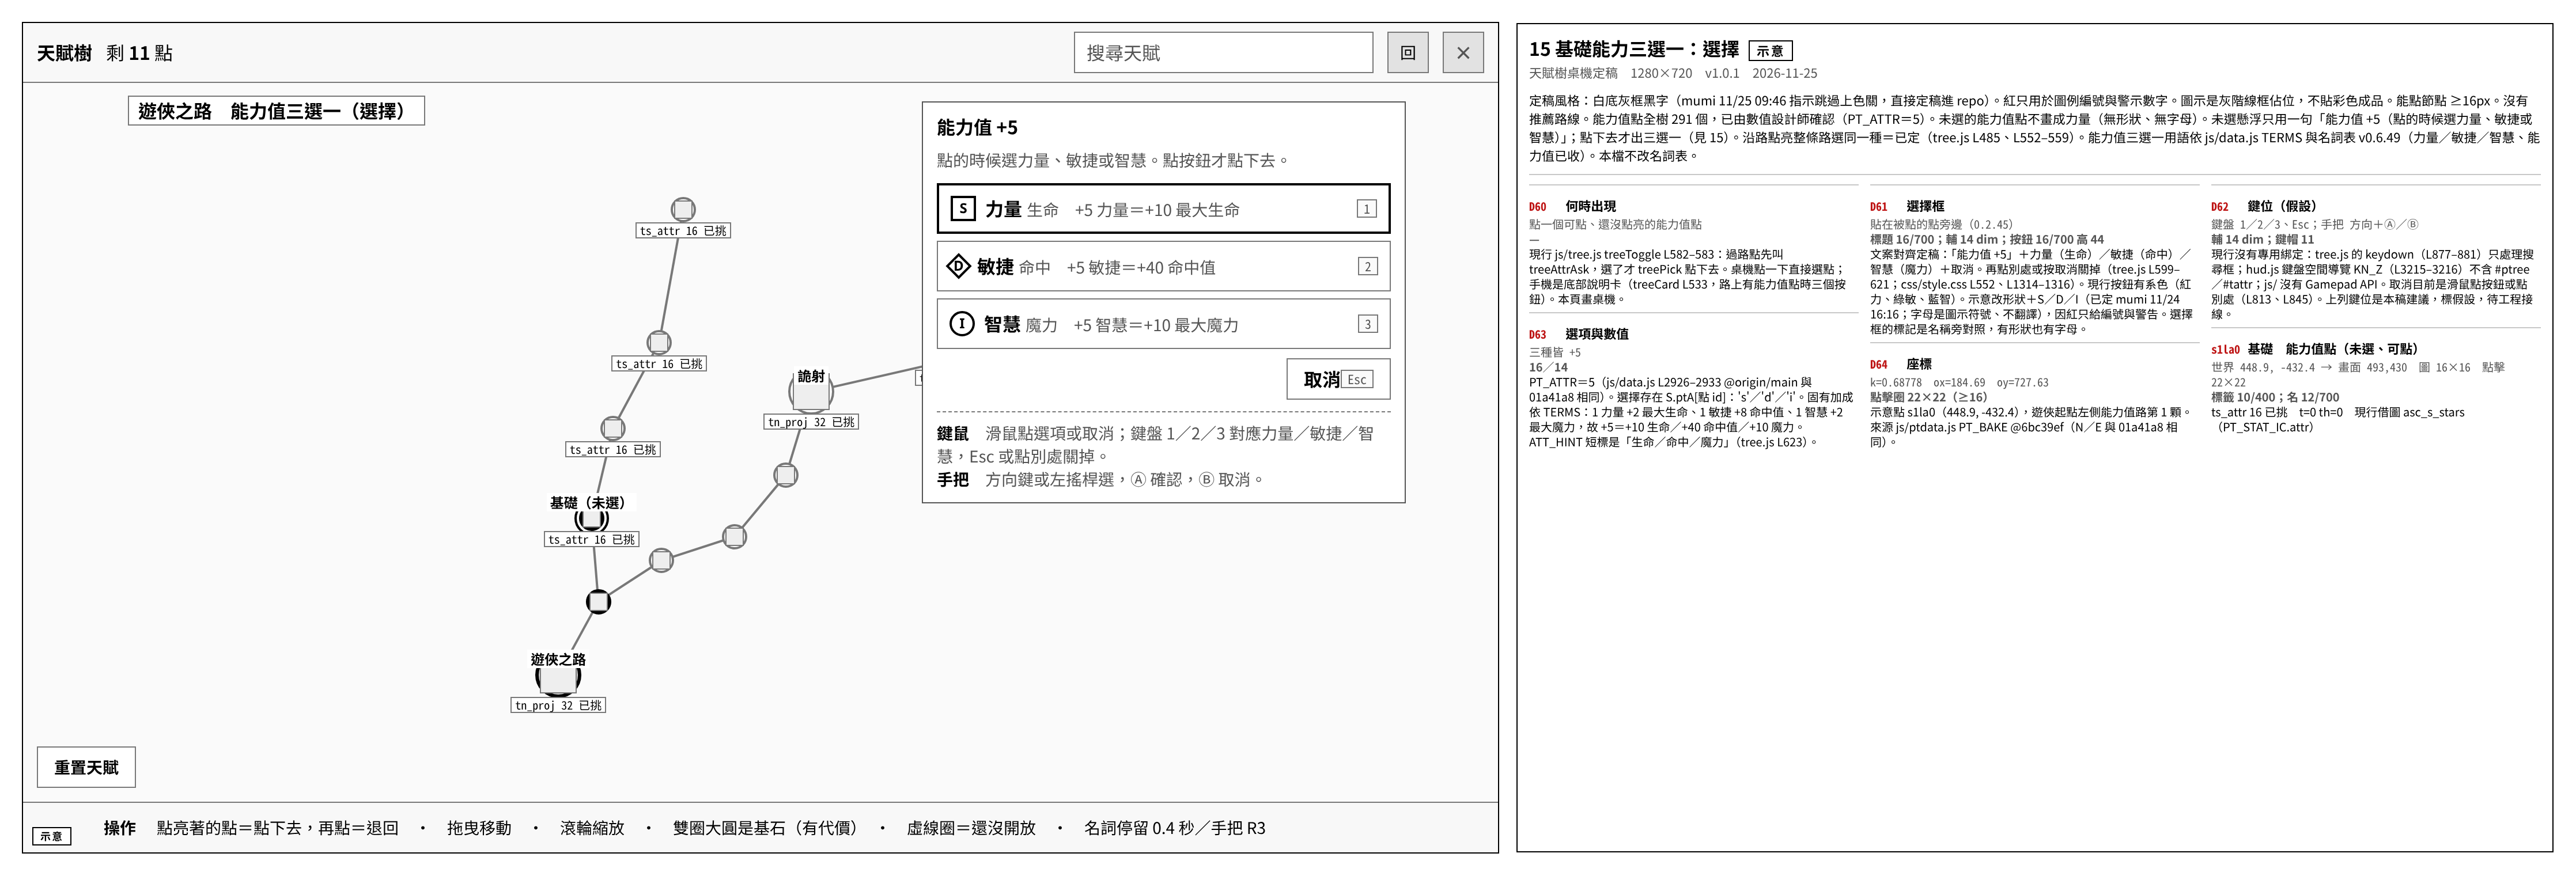 天賦樹 剩 11 點
搜尋天賦
回
×
遊俠之路 能力值三選一（選擇）
ts_attr 16 已挑
ts_attr 16 已挑
ts_attr 16 已挑
詭射
tn_proj 32 已挑
基礎（未選）
ts_attr 16 已挑
遊俠之路
tn_proj 32 已挑
能力值 +5
點的時候選力量、敏捷或智慧。點按鈕才點下去。
S 力量 生命 +5 力量＝+10 最大生命 1
D 敏捷 命中 +5 敏捷＝+40 命中值 2
I 智慧 魔力 +5 智慧＝+10 最大魔力 3
取消 Esc
鍵鼠 滑鼠點選項或取消；鍵盤 1／2／3 對應力量／敏捷／智
慧，Esc 或點別處關掉。
手把 方向鍵或左搖桿選，Ⓐ 確認，Ⓑ 取消。
重置天賦
示意
操作 點亮著的點＝點下去，再點＝退回 · 拖曳移動 · 滾輪縮放 · 雙圈大圓是基石（有代價） · 虛線圈＝還沒開放 · 名詞停留 0.4 秒／手把 R3
15 基礎能力三選一：選擇 示意
天賦樹桌機定稿 1280×720 v1.0.1 2026-11-25
定稿風格：白底灰框黑字（mumi 11/25 09:46 指示跳過上色關，直接定稿進 repo）。紅只用於圖例編號與警示數字。圖示是灰階線框佔位，不貼彩色成品。能點節點 ≥16px。沒有
推薦路線。能力值點全樹 291 個，已由數值設計師確認（PT_ATTR＝5）。未選的能力值點不畫成力量（無形狀、無字母）。未選懸浮只用一句「能力值 +5（點的時候選力量、敏捷或
智慧）」；點下去才出三選一（見 15）。沿路點亮整條路選同一種＝已定（tree.js L485、L552–559）。能力值三選一用語依 js/data.js TERMS 與名詞表 v0.6.49（力量／敏捷／智慧、能
力值已收）。本檔不改名詞表。
D60 何時出現
點一個可點、還沒點亮的能力值點
—
現行 js/tree.js treeToggle L582–583：過路點先叫
treeAttrAsk，選了才 treePick 點下去。桌機點一下直接選點；
手機是底部說明卡（treeCard L533，路上有能力值點時三個按
鈕）。本頁畫桌機。
D63 選項與數值
三種皆 +5
16／14
PT_ATTR＝5（js/data.js L2926–2933 @origin/main 與
01a41a8 相同）。選擇存在 S.ptA[點 id]：'s'／'d'／'i'。固有加成
依 TERMS：1 力量 +2 最大生命、1 敏捷 +8 命中值、1 智慧 +2
最大魔力，故 +5＝+10 生命／+40 命中值／+10 魔力。
ATT_HINT 短標是「生命／命中／魔力」（tree.js L623）。
D61 選擇框
貼在被點的點旁邊（0.2.45）
標題 16/700；輔 14 dim；按鈕 16/700 高 44
文案對齊定稿：「能力值 +5」＋力量（生命）／敏捷（命中）／
智慧（魔力）＋取消。再點別處或按取消關掉（tree.js L599–
621；css/style.css L552、L1314–1316）。現行按鈕有系色（紅
力、綠敏、藍智）。示意改形狀＋S／D／I（已定 mumi 11/24
16:16；字母是圖示符號、不翻譯），因紅只給編號與警告。選擇
框的標記是名稱旁對照，有形狀也有字母。
D64 座標
k=0.68778 ox=184.69 oy=727.63
點擊圈 22×22（≥16）
示意點 s1la0（448.9, -432.4），遊俠起點左側能力值路第 1 顆。
來源 js/ptdata.js PT_BAKE @6bc39ef（N／E 與 01a41a8 相
同）。
D62 鍵位（假設）
鍵盤 1／2／3、Esc；手把 方向＋Ⓐ／Ⓑ
輔 14 dim；鍵帽 11
現行沒有專用綁定：tree.js 的 keydown（L877–881）只處理搜
尋框；hud.js 鍵盤空間導覽 KN_Z（L3215–3216）不含 #ptree
／#tattr；js/ 沒有 Gamepad API。取消目前是滑鼠點按鈕或點
別處（L813、L845）。上列鍵位是本稿建議，標假設，待工程接
線。
s1la0 基礎 能力值點（未選、可點）
世界 448.9, -432.4 → 畫面 493,430 圖 16×16 點擊
22×22
標籤 10/400；名 12/700
ts_attr 16 已挑 t=0 th=0 現行借圖 asc_s_stars
（PT_STAT_IC.attr）